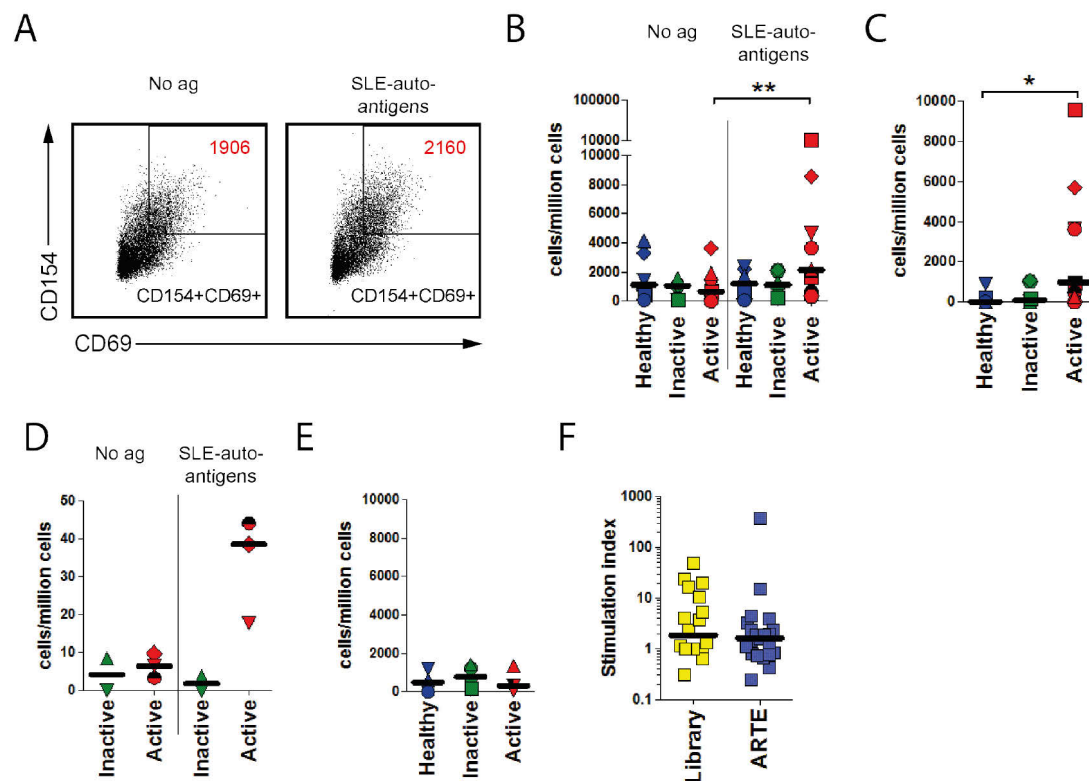 A
No ag
SLE-auto-
antigens
1906
2160
CD154
CD154+CD69+
CD154+CD69+
CD69
B
No ag
SLE-auto-
antigens
**
cells/million cells
100000
10000
10000
8000
6000
4000
2000
0
Healthy
Inactive
Active
Healthy
Inactive
Active
C
*
cells/million cells
10000
8000
6000
4000
2000
0
Healthy
Inactive
Active
D
No ag
SLE-auto-
antigens
cells/million cells
50
40
30
20
10
0
Inactive
Active
Inactive
Active
E
cells/million cells
10000
8000
6000
4000
2000
0
Healthy
Inactive
Active
F
Stimulation index
1000
100
10
1
0.1
Library
ARTE